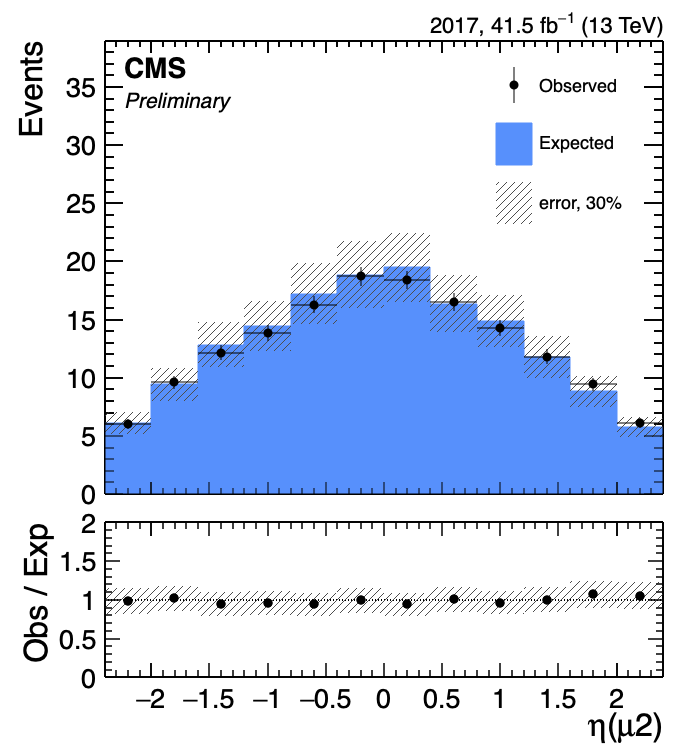 2017, 41.5 fb⁻¹ (13 TeV)
CMS
Preliminary
Events
35
30
25
20
15
10
5
0
Observed
Expected
error, 30%
Obs / Exp
2
1.5
1
0.5
0
−2 −1.5 −1 −0.5 0 0.5 1 1.5 2
η(μ2)